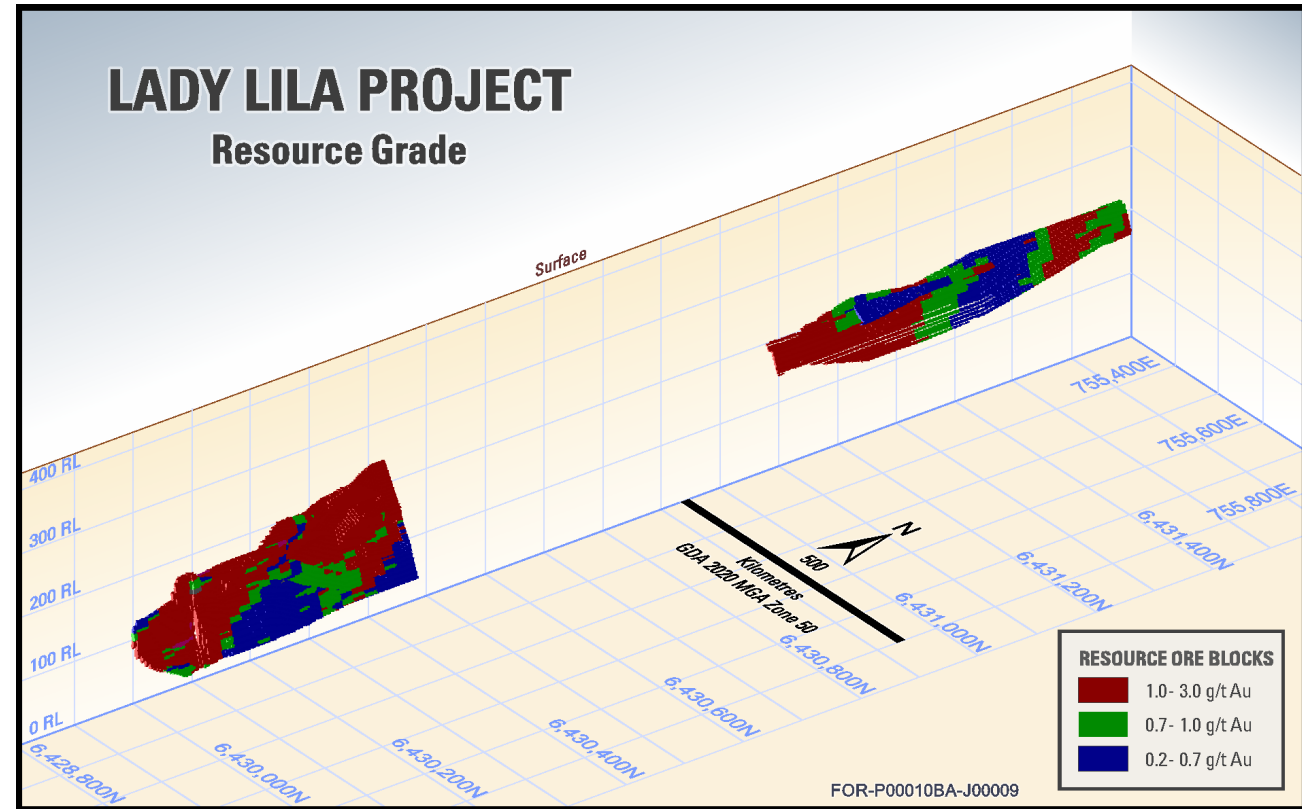 LADY LILA PROJECT
Resource Grade
Surface
400 RL
300 RL
200 RL
100 RL
0 RL
6,428,800N
6,430,000N
6,430,200N
6,430,400N
6,430,600N
6,430,800N
6,431,000N
6,431,200N
6,431,400N
755,400E
755,600E
755,800E
N
500
Kilometres
GDA 2020 MGA Zone 50
RESOURCE ORE BLOCKS
1.0- 3.0 g/t Au
0.7- 1.0 g/t Au
0.2- 0.7 g/t Au
FOR-P00010BA-J00009